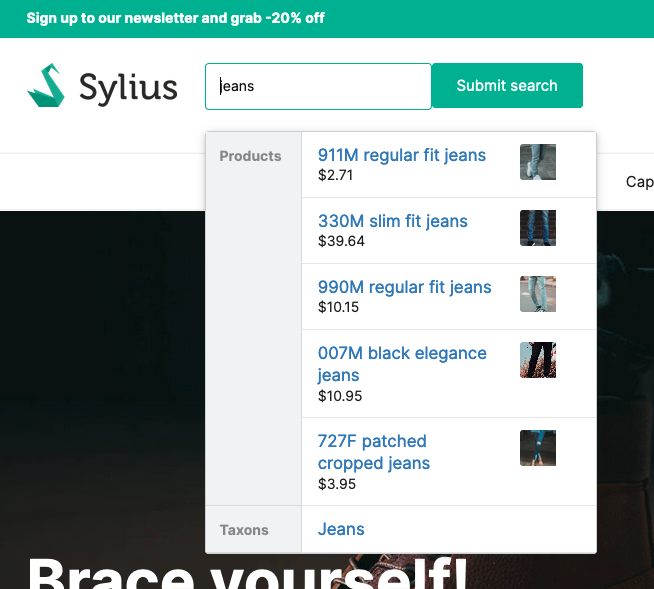 Sign up to our newsletter and grab -20% off
Sylius
jeans
Submit search
Products
911M regular fit jeans
$2.71
330M slim fit jeans
$39.64
990M regular fit jeans
$10.15
007M black elegance
jeans
$10.95
727F patched
cropped jeans
$3.95
Taxons
Jeans
Cap
Brace yourself!